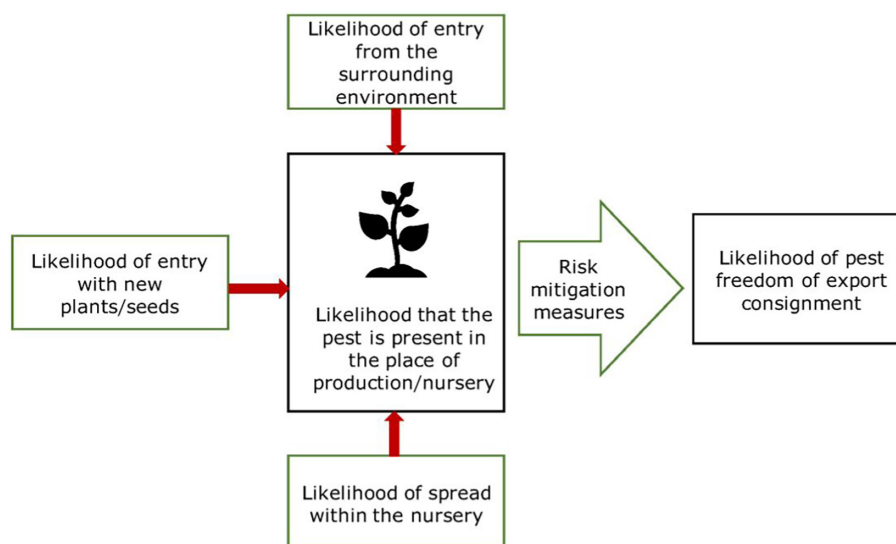 Likelihood of entry
from the
surrounding
environment
Likelihood of entry
with new
plants/seeds
Likelihood that the
pest is present in
the place of
production/nursery
Risk
mitigation
measures
Likelihood of pest
freedom of export
consignment
Likelihood of spread
within the nursery